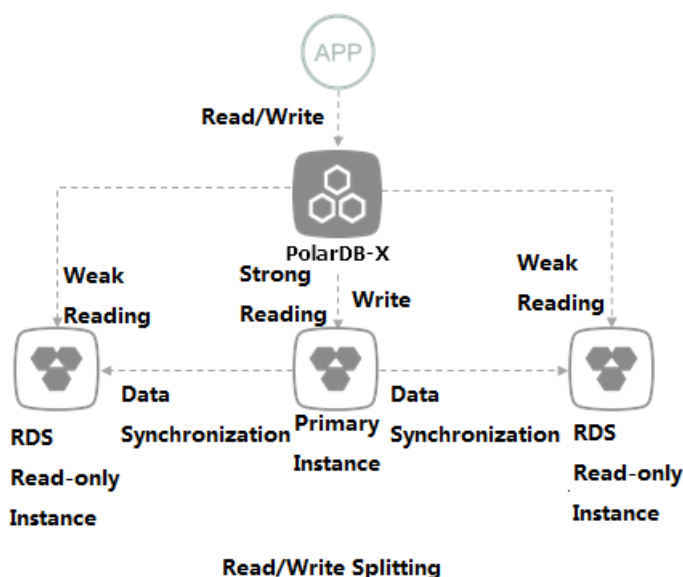 APP
Read/Write
PolarDB-X
Weak
Reading
Strong
Reading
Write
Weak
Reading
Data
Synchronization
Data
Synchronization
RDS
Read-only
Instance
Primary
Instance
RDS
Read-only
Instance
Read/Write Splitting